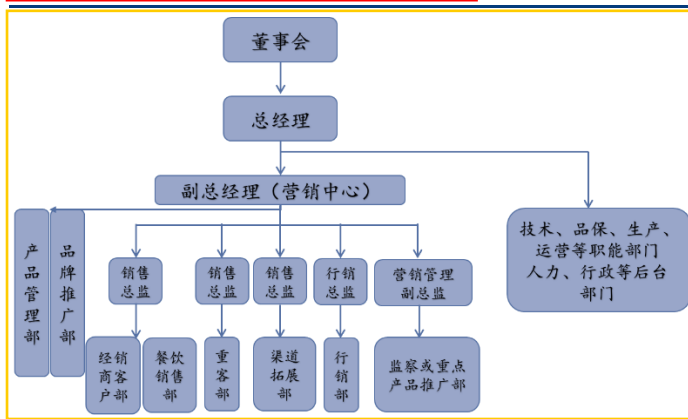 董事会
总经理
副总经理（营销中心）
技术、品保、生产、
运营等职能部门
人力、行政等后台
部门
产品管理部
品牌推广部
销售
总监
销售
总监
销售
总监
行销
总监
营销管理
副总监
经销
商客
户部
餐饮
销售
部
重
客
部
渠道
拓展
部
行
销
部
监察或重点
产品推广部